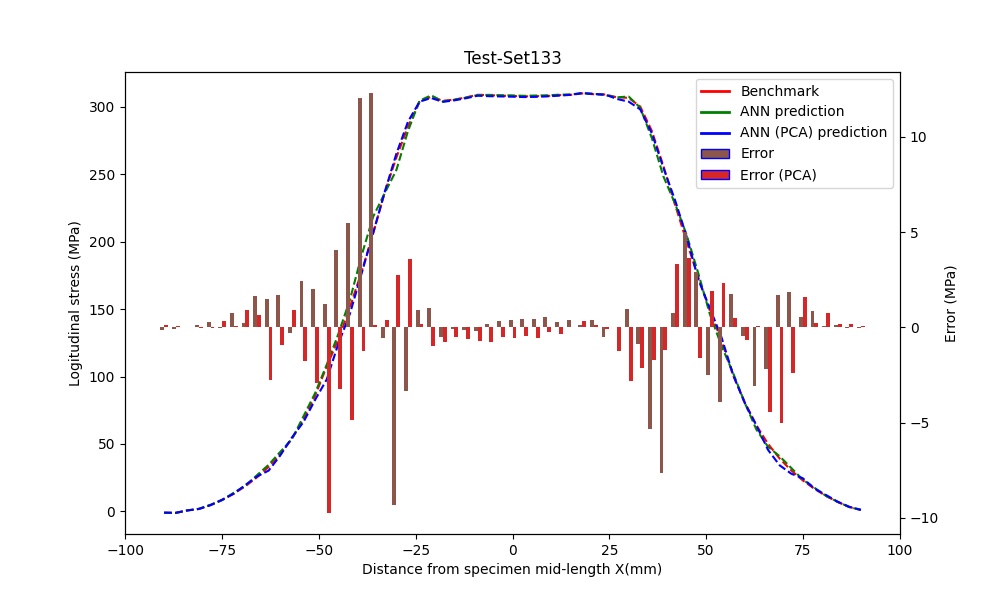 Test-Set133
Benchmark
ANN prediction
ANN (PCA) prediction
Error
Error (PCA)
300
250
200
150
100
50
0
Logitudinal stress (MPa)
10
5
0
−5
−10
Error (MPa)
−100 −75 −50 −25 0 25 50 75 100
Distance from specimen mid-length X(mm)